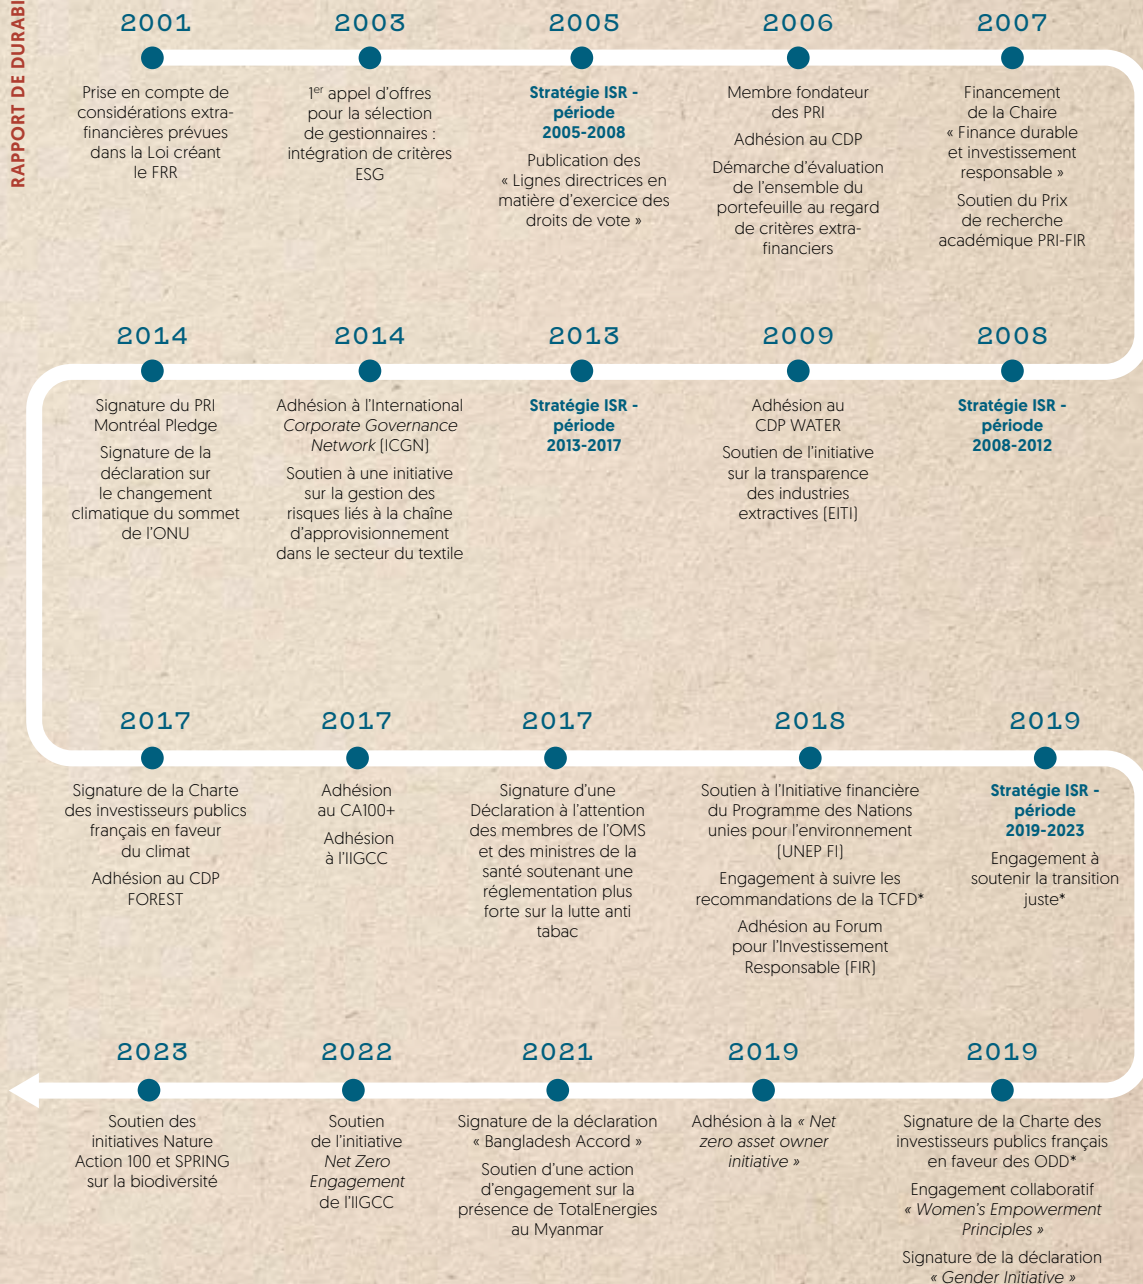 RAPPORT DE DURABI
2001
Prise en compte de
considérations extra-
financières prévues
dans la Loi créant
le FRR
2003
1er appel d'offres
pour la sélection
de gestionnaires :
intégration de critères
ESG
2005
Stratégie ISR -
période
2005-2008
Publication des
« Lignes directrices en
matière d'exercice des
droits de vote »
2006
Membre fondateur
des PRI
Adhésion au CDP
Démarche d'évaluation
de l'ensemble du
portefeuille au regard
de critères extra-
financiers
2007
Financement
de la Chaire
« Finance durable
et investissement
responsable »
Soutien du Prix
de recherche
académique PRI-FIR
2008
Stratégie ISR -
période
2008-2012
2009
Adhésion au
CDP WATER
Soutien de l'initiative
sur la transparence
des industries
extractives (EITI)
2013
Stratégie ISR -
période
2013-2017
2014
Adhésion à l'International
Corporate Governance
Network (ICGN)
Soutien à une initiative
sur la gestion des
risques liés à la chaîne
d'approvisionnement
dans le secteur du textile
2014
Signature du PRI
Montréal Pledge
Signature de la
déclaration sur
le changement
climatique du sommet
de l'ONU
2017
Signature de la Charte
des investisseurs publics
français en faveur
du climat
Adhésion au CDP
FOREST
2017
Adhésion
au CA100+
Adhésion
à l'IIGCC
2017
Signature d'une
Déclaration à l'attention
des membres de l'OMS
et des ministres de la
santé soutenant une
réglementation plus
forte sur la lutte anti
tabac
2018
Soutien à l'Initiative financière
du Programme des Nations
unies pour l'environnement
(UNEP FI)
Engagement à suivre les
recommandations de la TCFD*
Adhésion au Forum
pour l'Investissement
Responsable (FIR)
2019
Stratégie ISR -
période
2019-2023
Engagement à
soutenir la transition
juste*
2019
Signature de la Charte des
investisseurs publics français
en faveur des ODD*
Engagement collaboratif
« Women's Empowerment
Principles »
Signature de la déclaration
« Gender Initiative »
2019
Adhésion à la « Net
zero asset owner
initiative »
2021
Signature de la déclaration
« Bangladesh Accord »
Soutien d'une action
d'engagement sur la
présence de TotalEnergies
au Myanmar
2022
Soutien
de l'initiative
Net Zero
Engagement
de l'IIGCC
2023
Soutien des
initiatives Nature
Action 100 et SPRING
sur la biodiversité